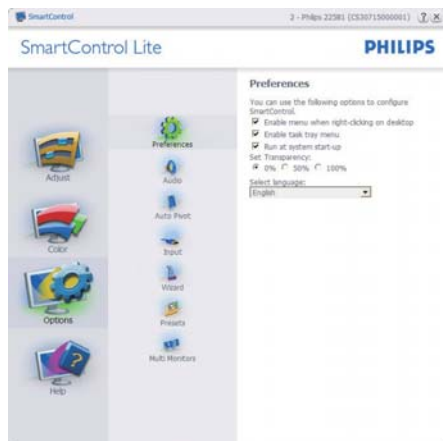 SmartControl
2 - Philips 225B1 (CS30715000001) ? X
SmartControl Lite
PHILIPS
Adjust
Color
Options
Help
Preferences
Audio
Auto Pivot
Input
Wizard
Presets
Multi Monitors
Preferences
You can use the following options to configure
SmartControl.
Enable menu when right-clicking on desktop
Enable task tray menu
Run at system start-up
Set Transparency:
0% 50% 100%
Select language:
English